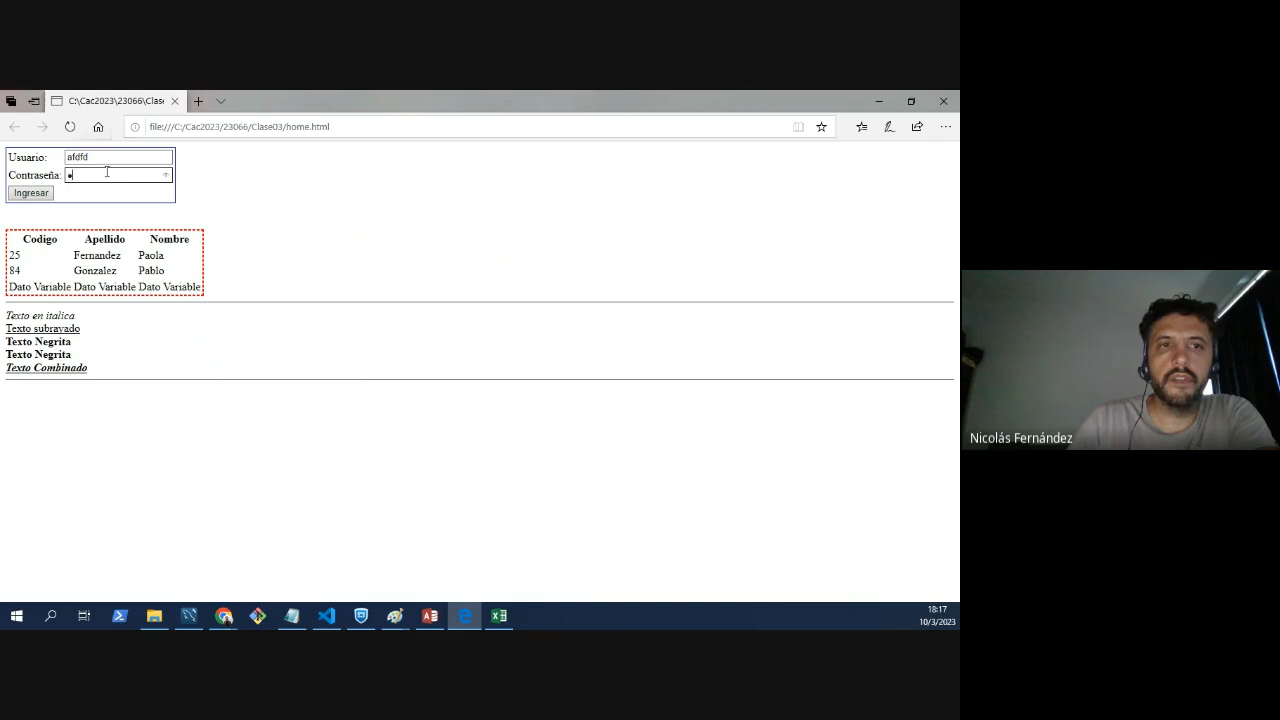 C:\Cac2023\23066\Clase
file:///C:/Cac2023/23066/Clase03/home.html
Usuario: afdfd
Contraseña:
Ingresar
Codigo Apellido Nombre
25 Fernandez Paola
84 Gonzalez Pablo
Dato Variable Dato Variable Dato Variable
Texto en italica
Texto subrayado
Texto Negrita
Texto Negrita
Texto Combinado
Nicolás Fernández
18:17
10/3/2023